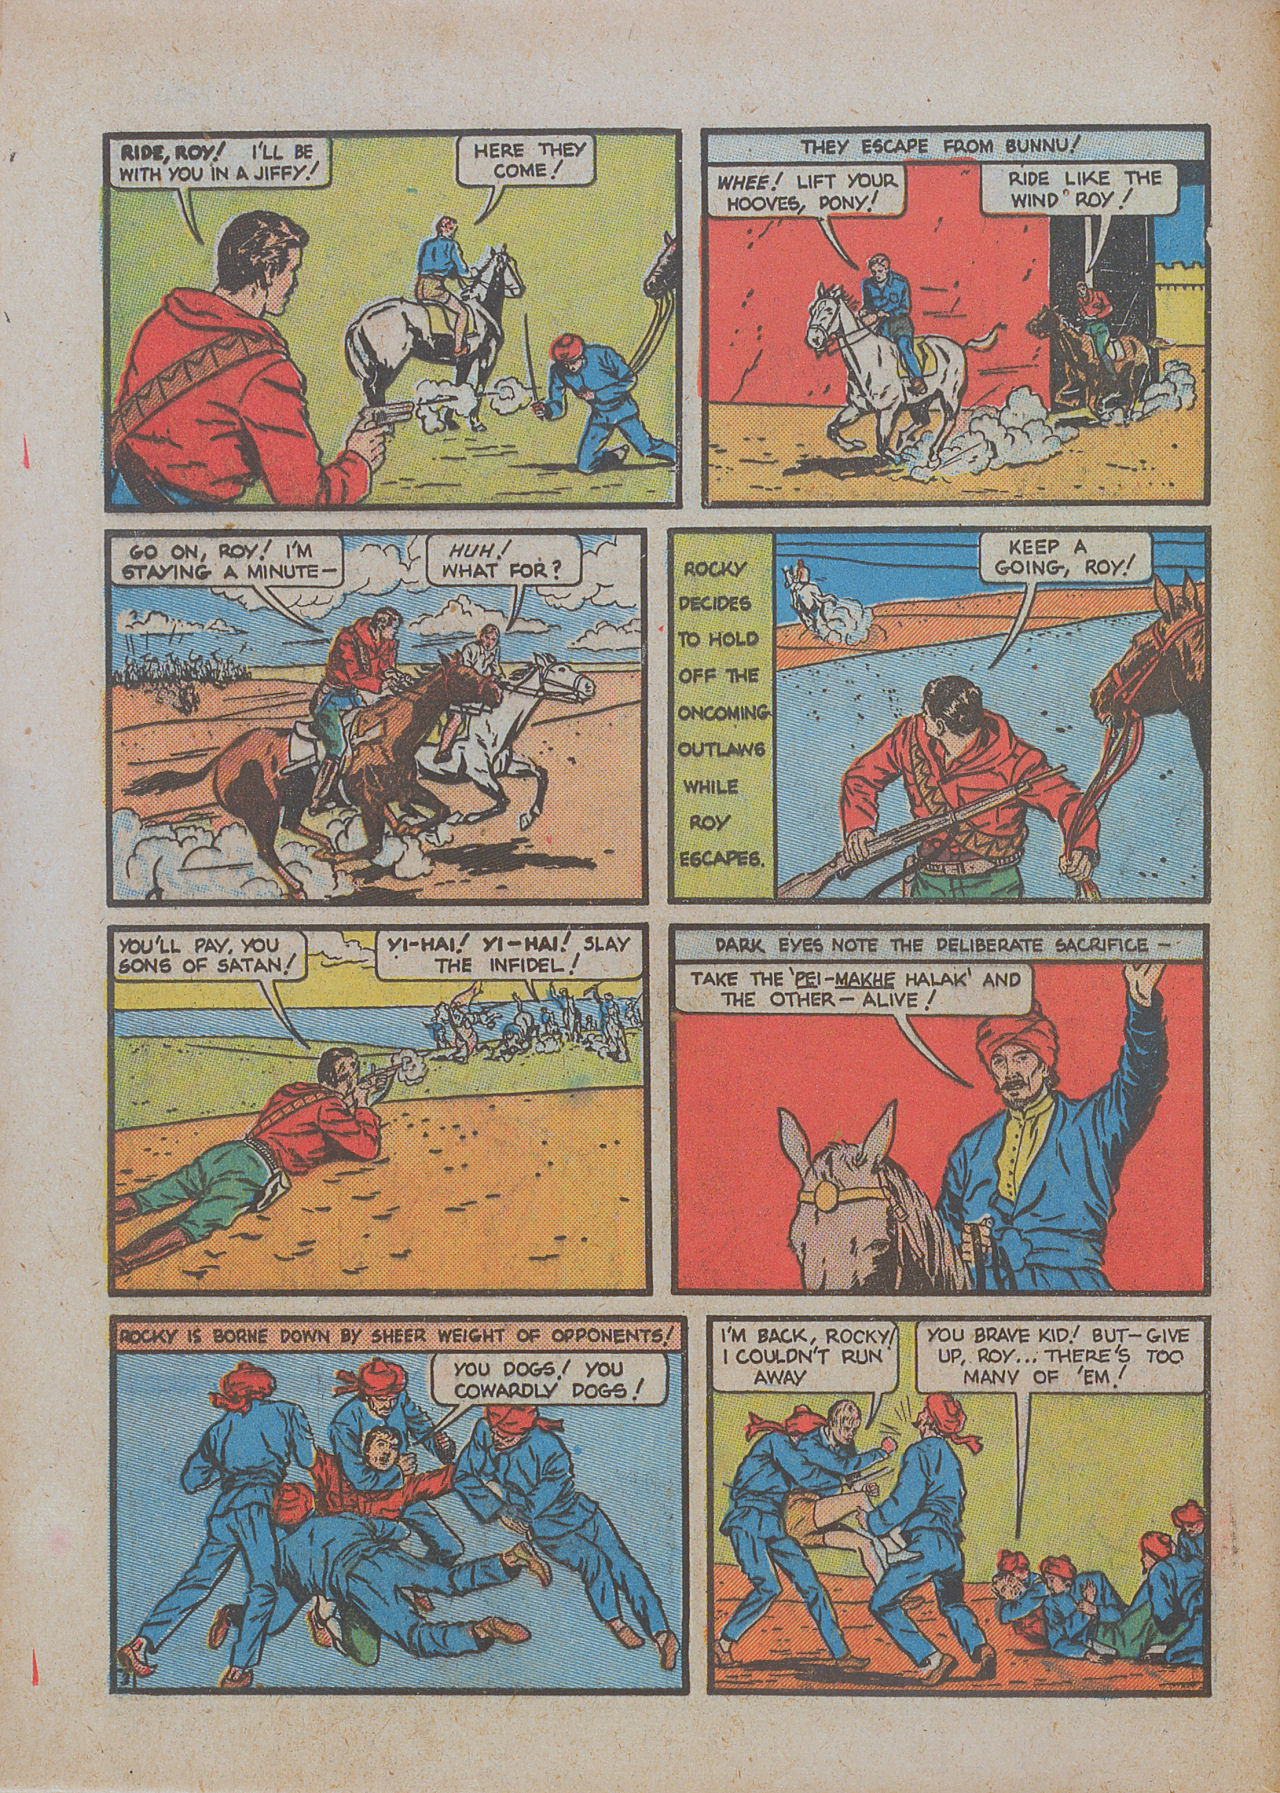 RIDE, ROY! I'LL BE
WITH YOU IN A JIFFY!
HERE THEY
COME!
THEY ESCAPE FROM BUNNU!
WHEE! LIFT YOUR
HOOVES, PONY!
RIDE LIKE THE
WIND ROY!
GO ON, ROY! I'M
STAYING A MINUTE—
HUH!
WHAT FOR?
ROCKY
DECIDES
TO HOLD
OFF THE
ONCOMING
OUTLAWS
WHILE
ROY
ESCAPES.
KEEP A
GOING, ROY!
YOU'LL PAY, YOU
SONS OF SATAN!
YI-HAI! YI-HAI! SLAY
THE INFIDEL!
DARK EYES NOTE THE DELIBERATE SACRIFICE —
TAKE THE 'PEI-MAKHE HALAK' AND
THE OTHER — ALIVE!
ROCKY IS BORNE DOWN BY SHEER WEIGHT OF OPPONENTS!
YOU DOGS! YOU
COWARDLY DOGS!
I'M BACK, ROCKY!
I COULDN'T RUN
AWAY
YOU BRAVE KID! BUT—GIVE
UP, ROY... THERE'S TOO
MANY OF 'EM!